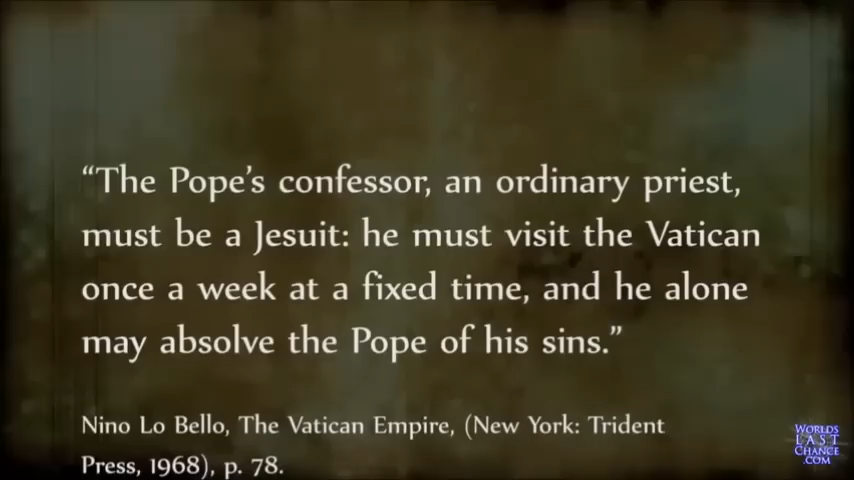 “The Pope’s confessor, an ordinary priest,
must be a Jesuit: he must visit the Vatican
once a week at a fixed time, and he alone
may absolve the Pope of his sins.”
Nino Lo Bello, The Vatican Empire, (New York: Trident
Press, 1968), p. 78.
WORLDS
LAST
CHANCE
.COM